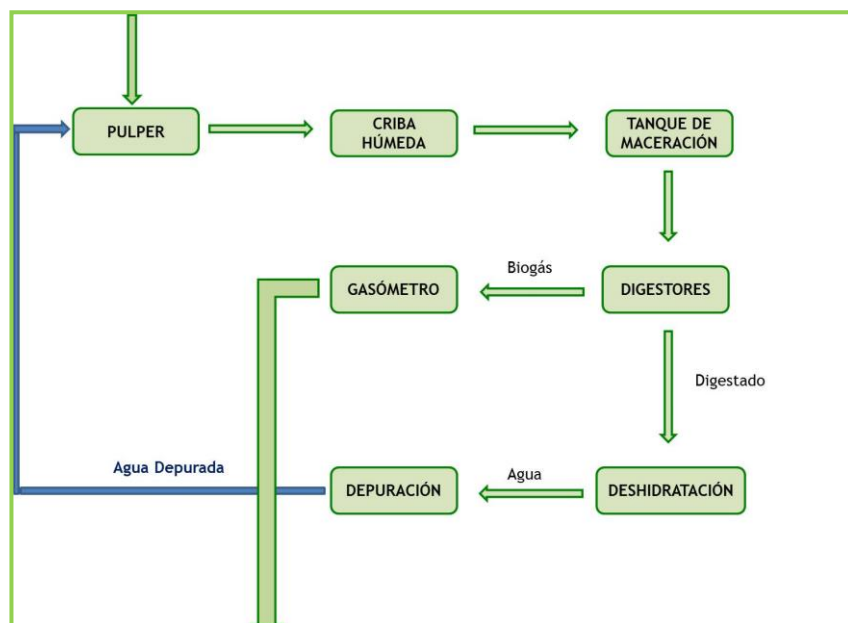 PULPER
CRIBA
HÚMEDA
TANQUE DE
MACERACIÓN
Biogás
GASÓMETRO
DIGESTORES
Digestado
Agua Depurada
Agua
DEPURACIÓN
DESHIDRATACIÓN